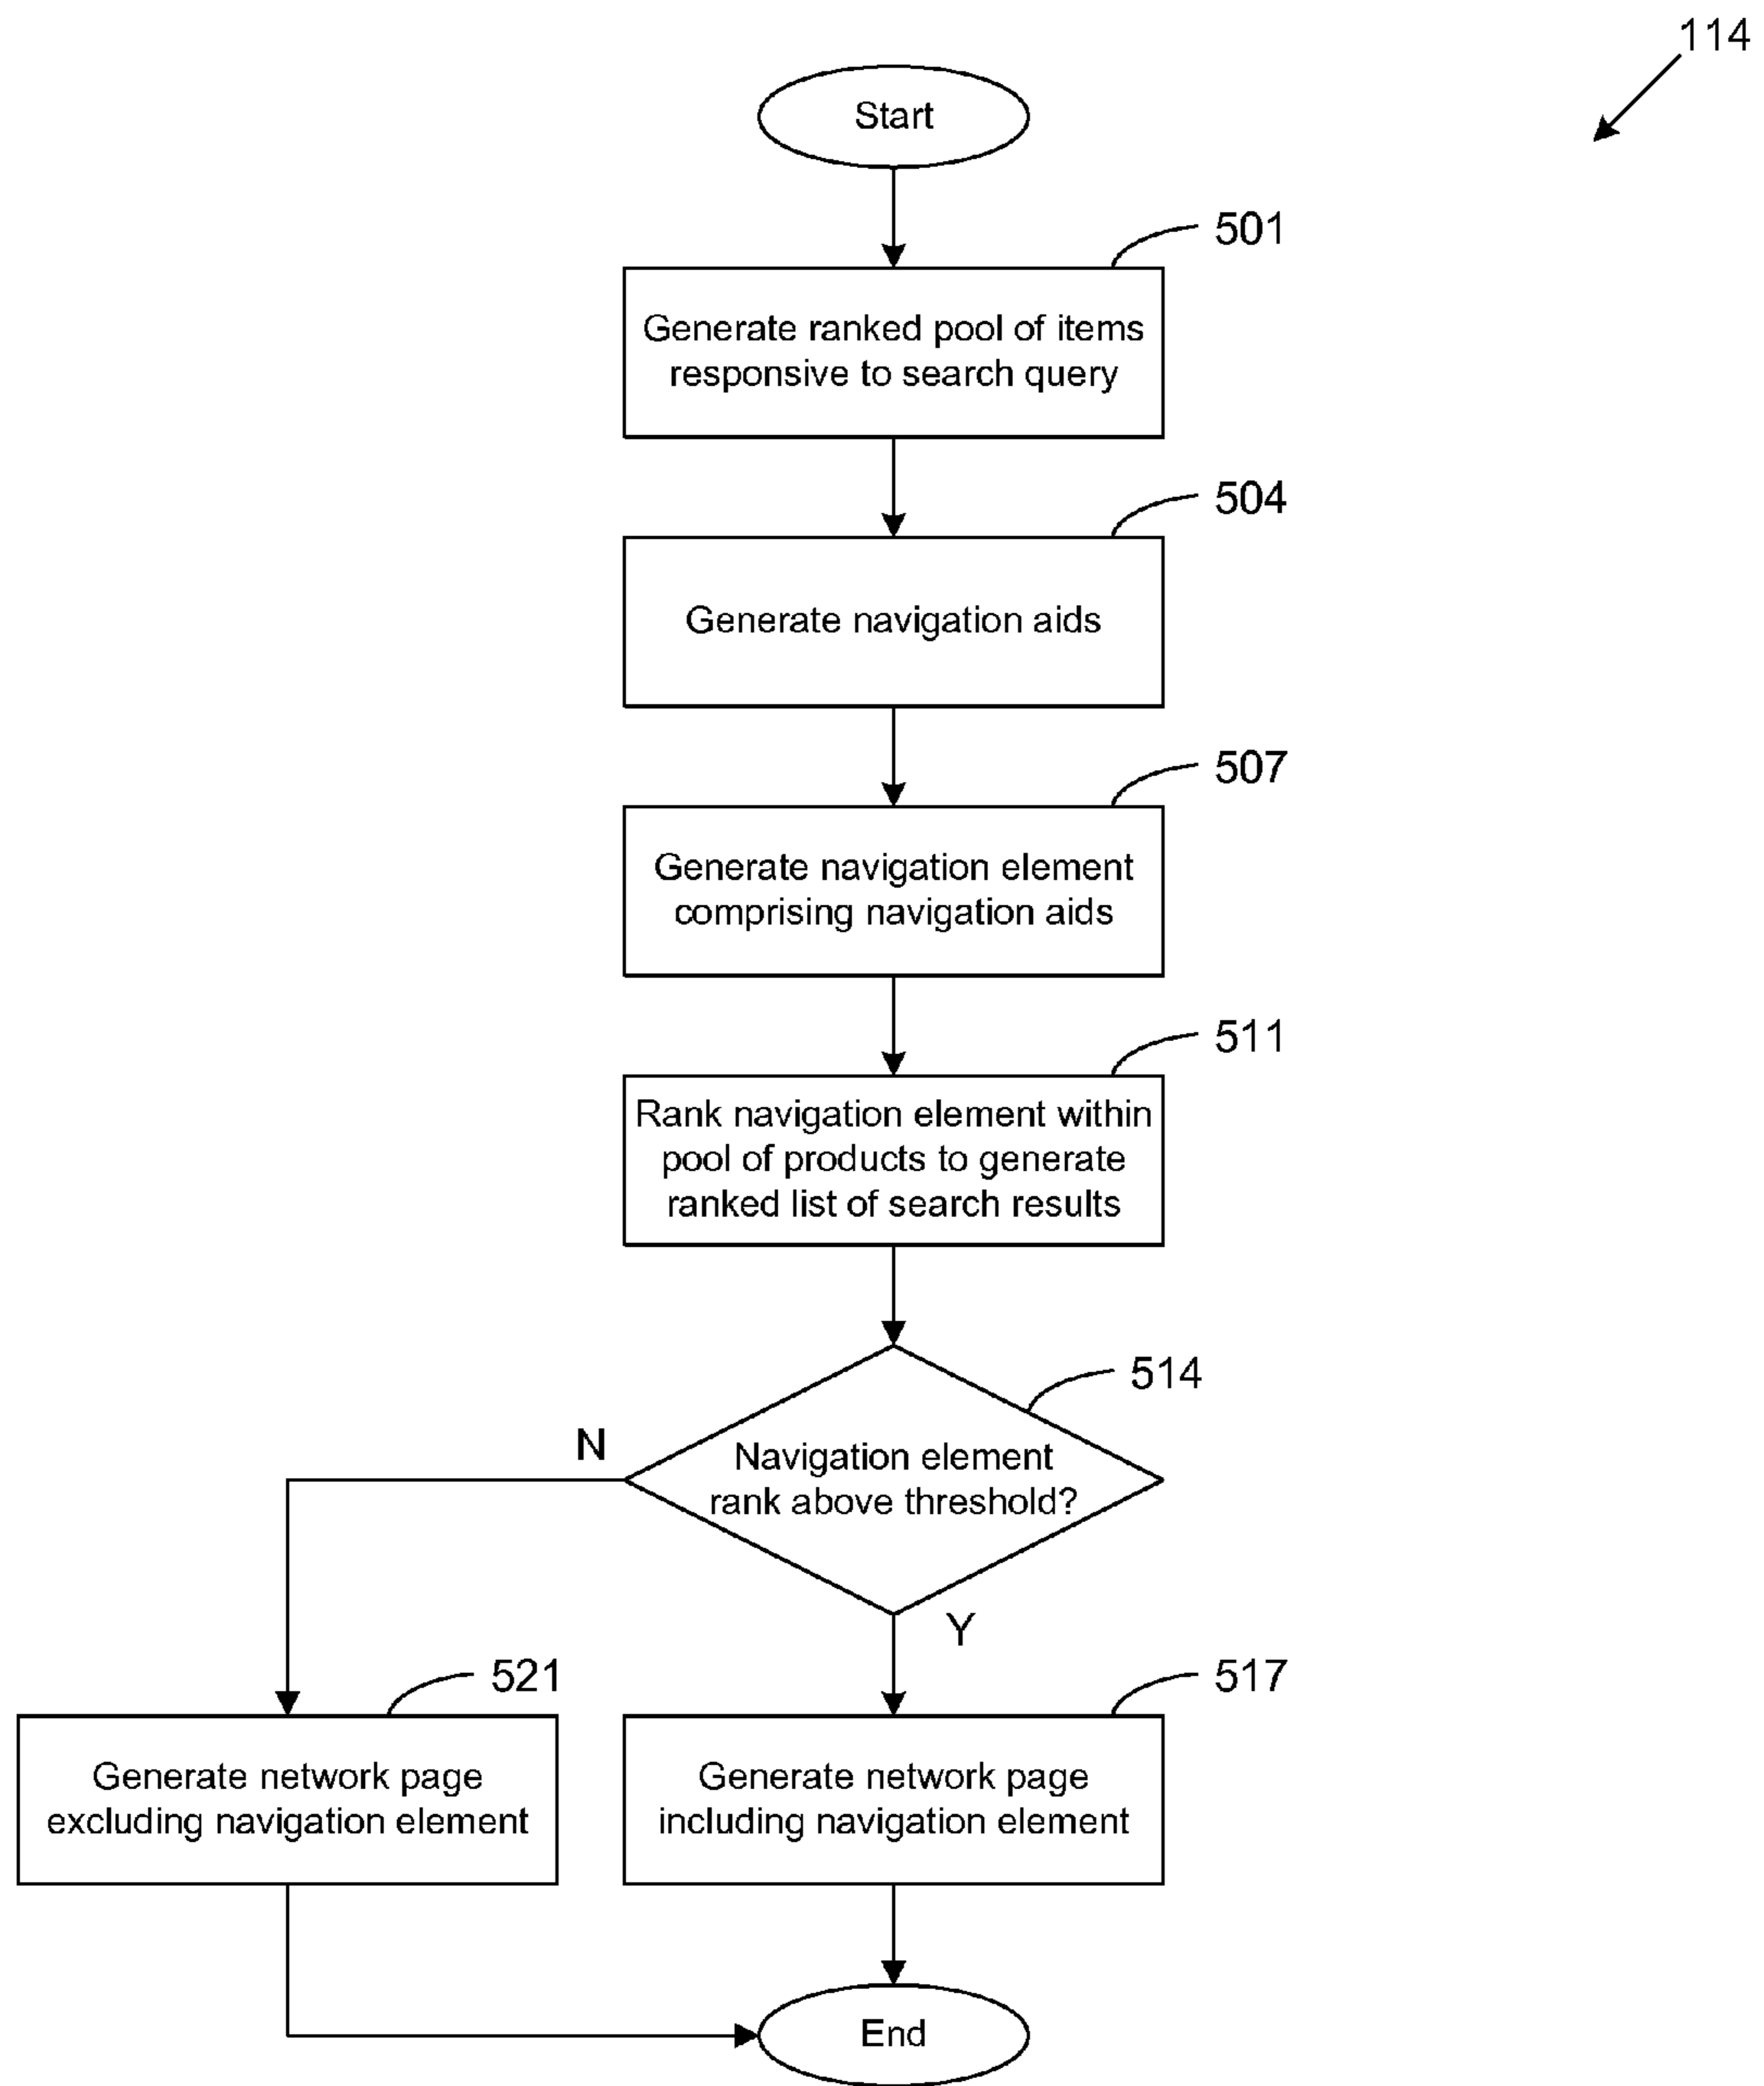 114
Start
501
Generate ranked pool of items
responsive to search query
504
Generate navigation aids
507
Generate navigation element
comprising navigation aids
511
Rank navigation element within
pool of products to generate
ranked list of search results
514
Navigation element
rank above threshold?
N
Y
521
Generate network page
excluding navigation element
517
Generate network page
including navigation element
End